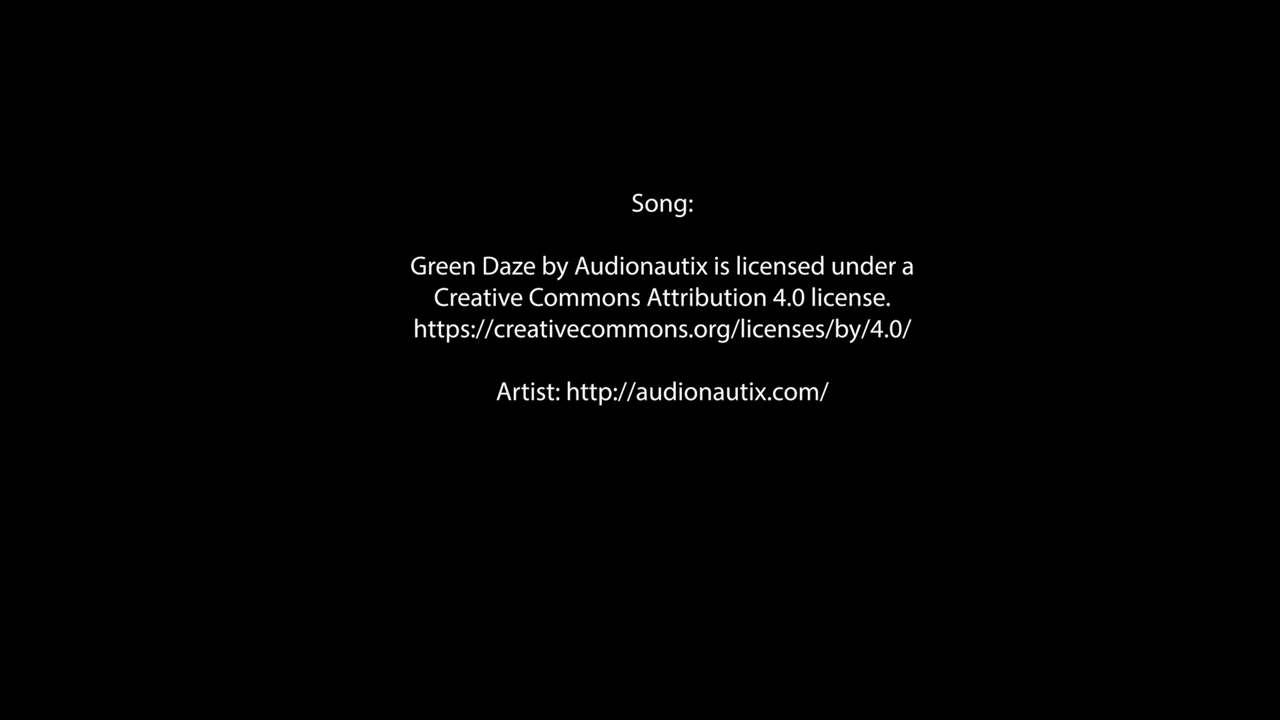 Song:
Green Daze by Audionautix is licensed under a
Creative Commons Attribution 4.0 license.
https://creativecommons.org/licenses/by/4.0/
Artist: http://audionautix.com/